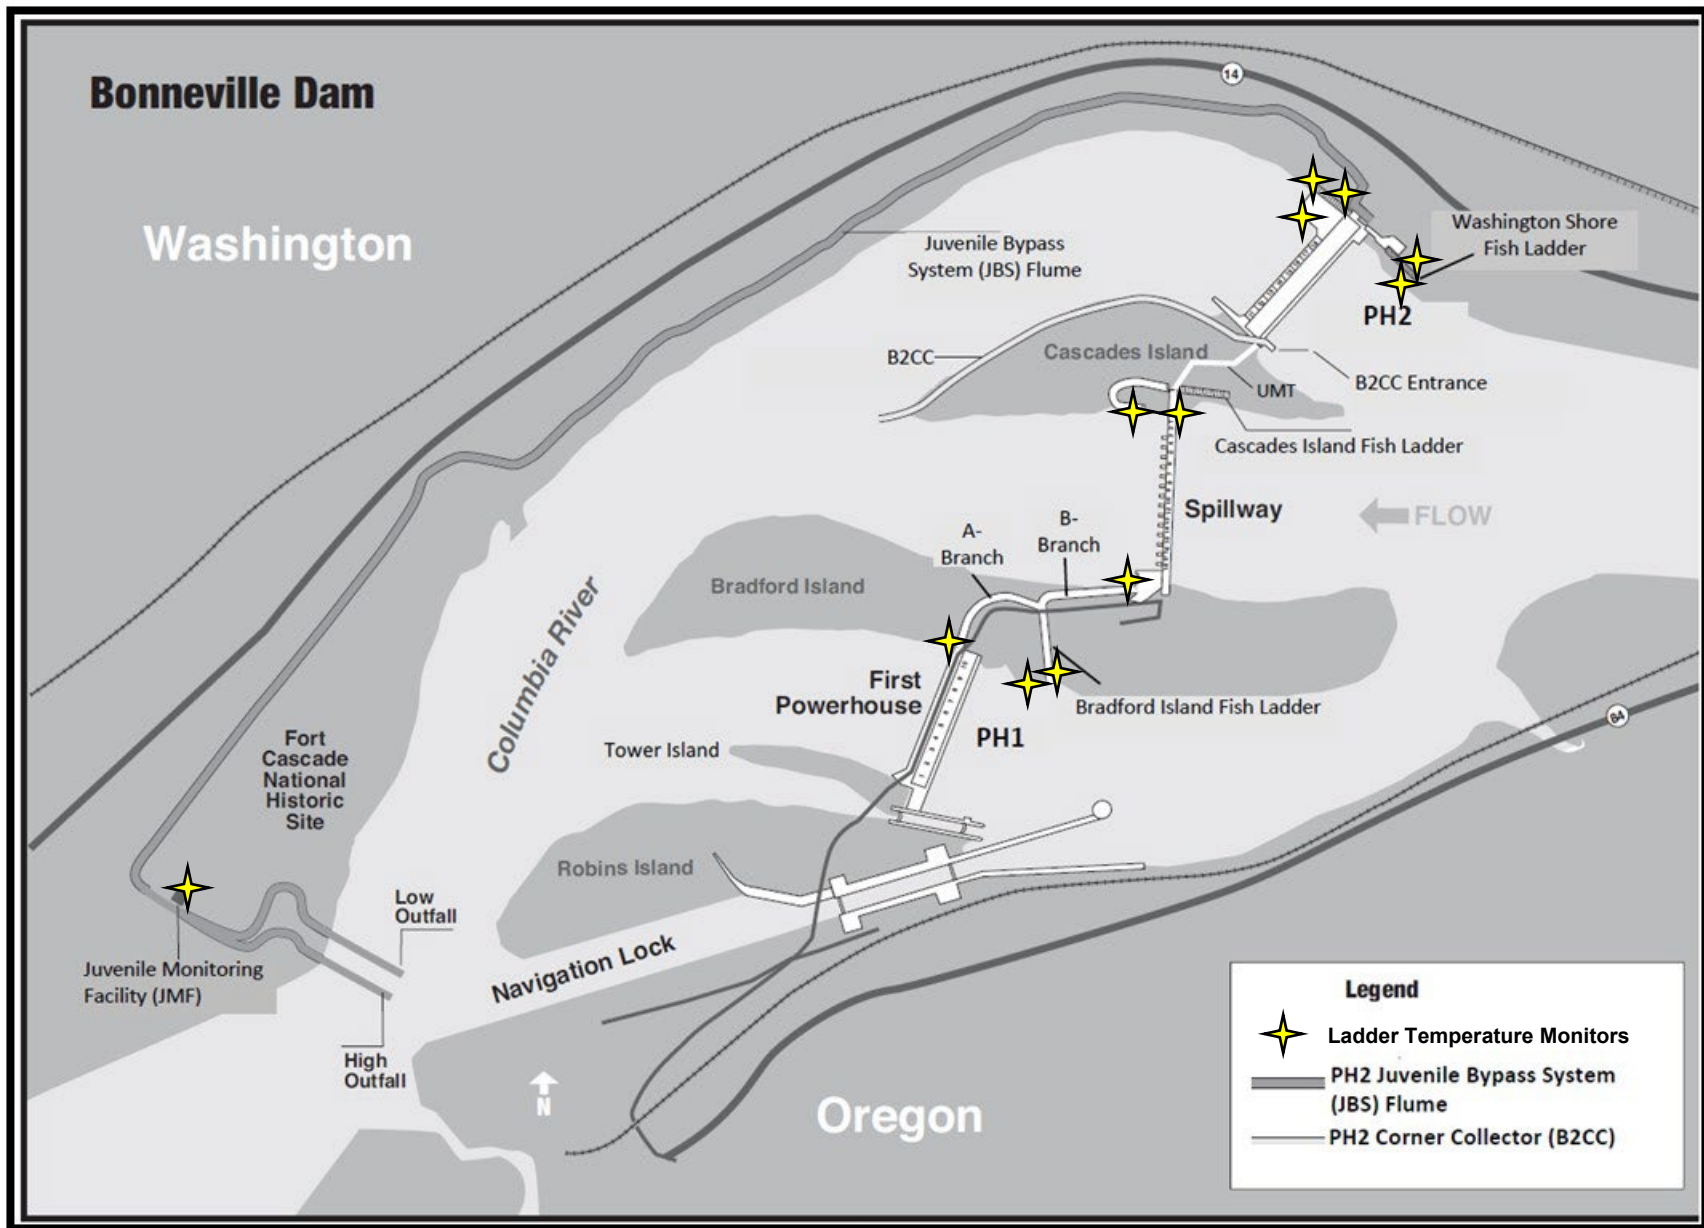 Bonneville Dam
14
Washington
Juvenile Bypass
System (JBS) Flume
Washington Shore
Fish Ladder
PH2
B2CC
Cascades Island
UMT
B2CC Entrance
Cascades Island Fish Ladder
Spillway
FLOW
A-
Branch
B-
Branch
Bradford Island
Columbia River
First
Powerhouse
Bradford Island Fish Ladder
PH1
84
Tower Island
Fort
Cascade
National
Historic
Site
Robins Island
Low
Outfall
Navigation Lock
Juvenile Monitoring
Facility (JMF)
High
Outfall
N
Oregon
Legend
Ladder Temperature Monitors
PH2 Juvenile Bypass System
(JBS) Flume
PH2 Corner Collector (B2CC)